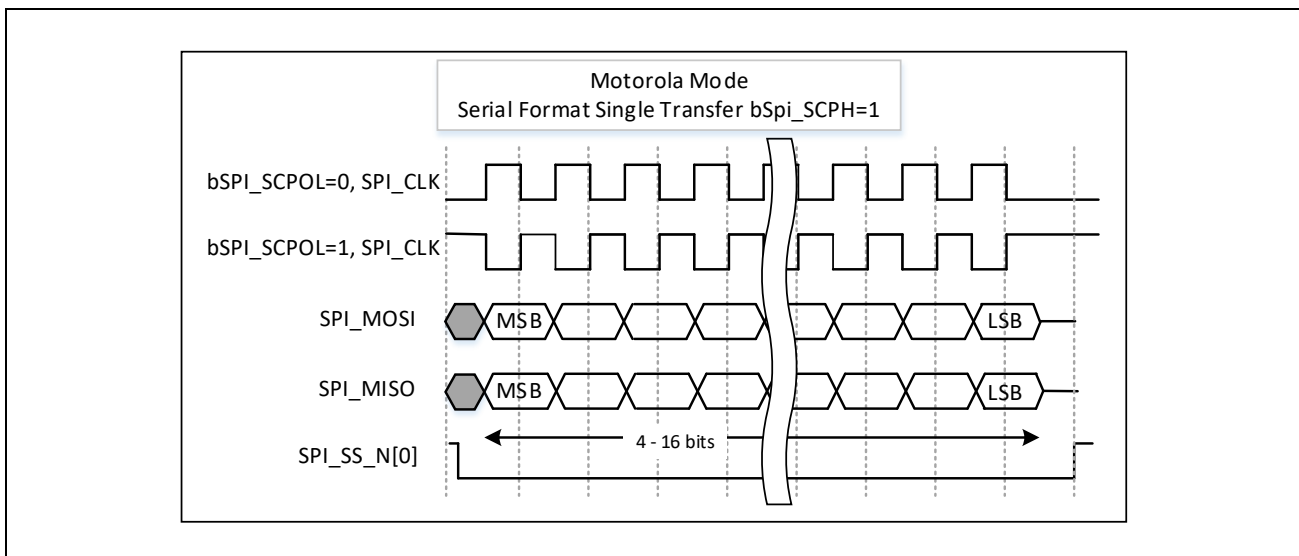 Motorola Mode
Serial Format Single Transfer bSpi_SCPH=1
bSPI_SCPOL=0, SPI_CLK
bSPI_SCPOL=1, SPI_CLK
SPI_MOSI
MSB
LSB
SPI_MISO
MSB
LSB
4 - 16 bits
SPI_SS_N[0]